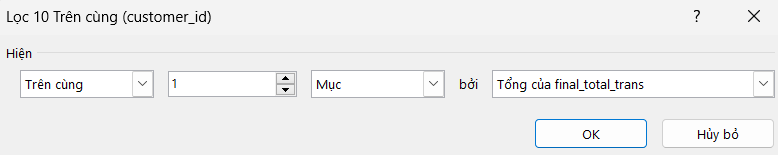 Lọc 10 Trên cùng (customer_id)
Hiện
Trên cùng 1 Mục bởi Tổng của final_total_trans
OK Hủy bỏ